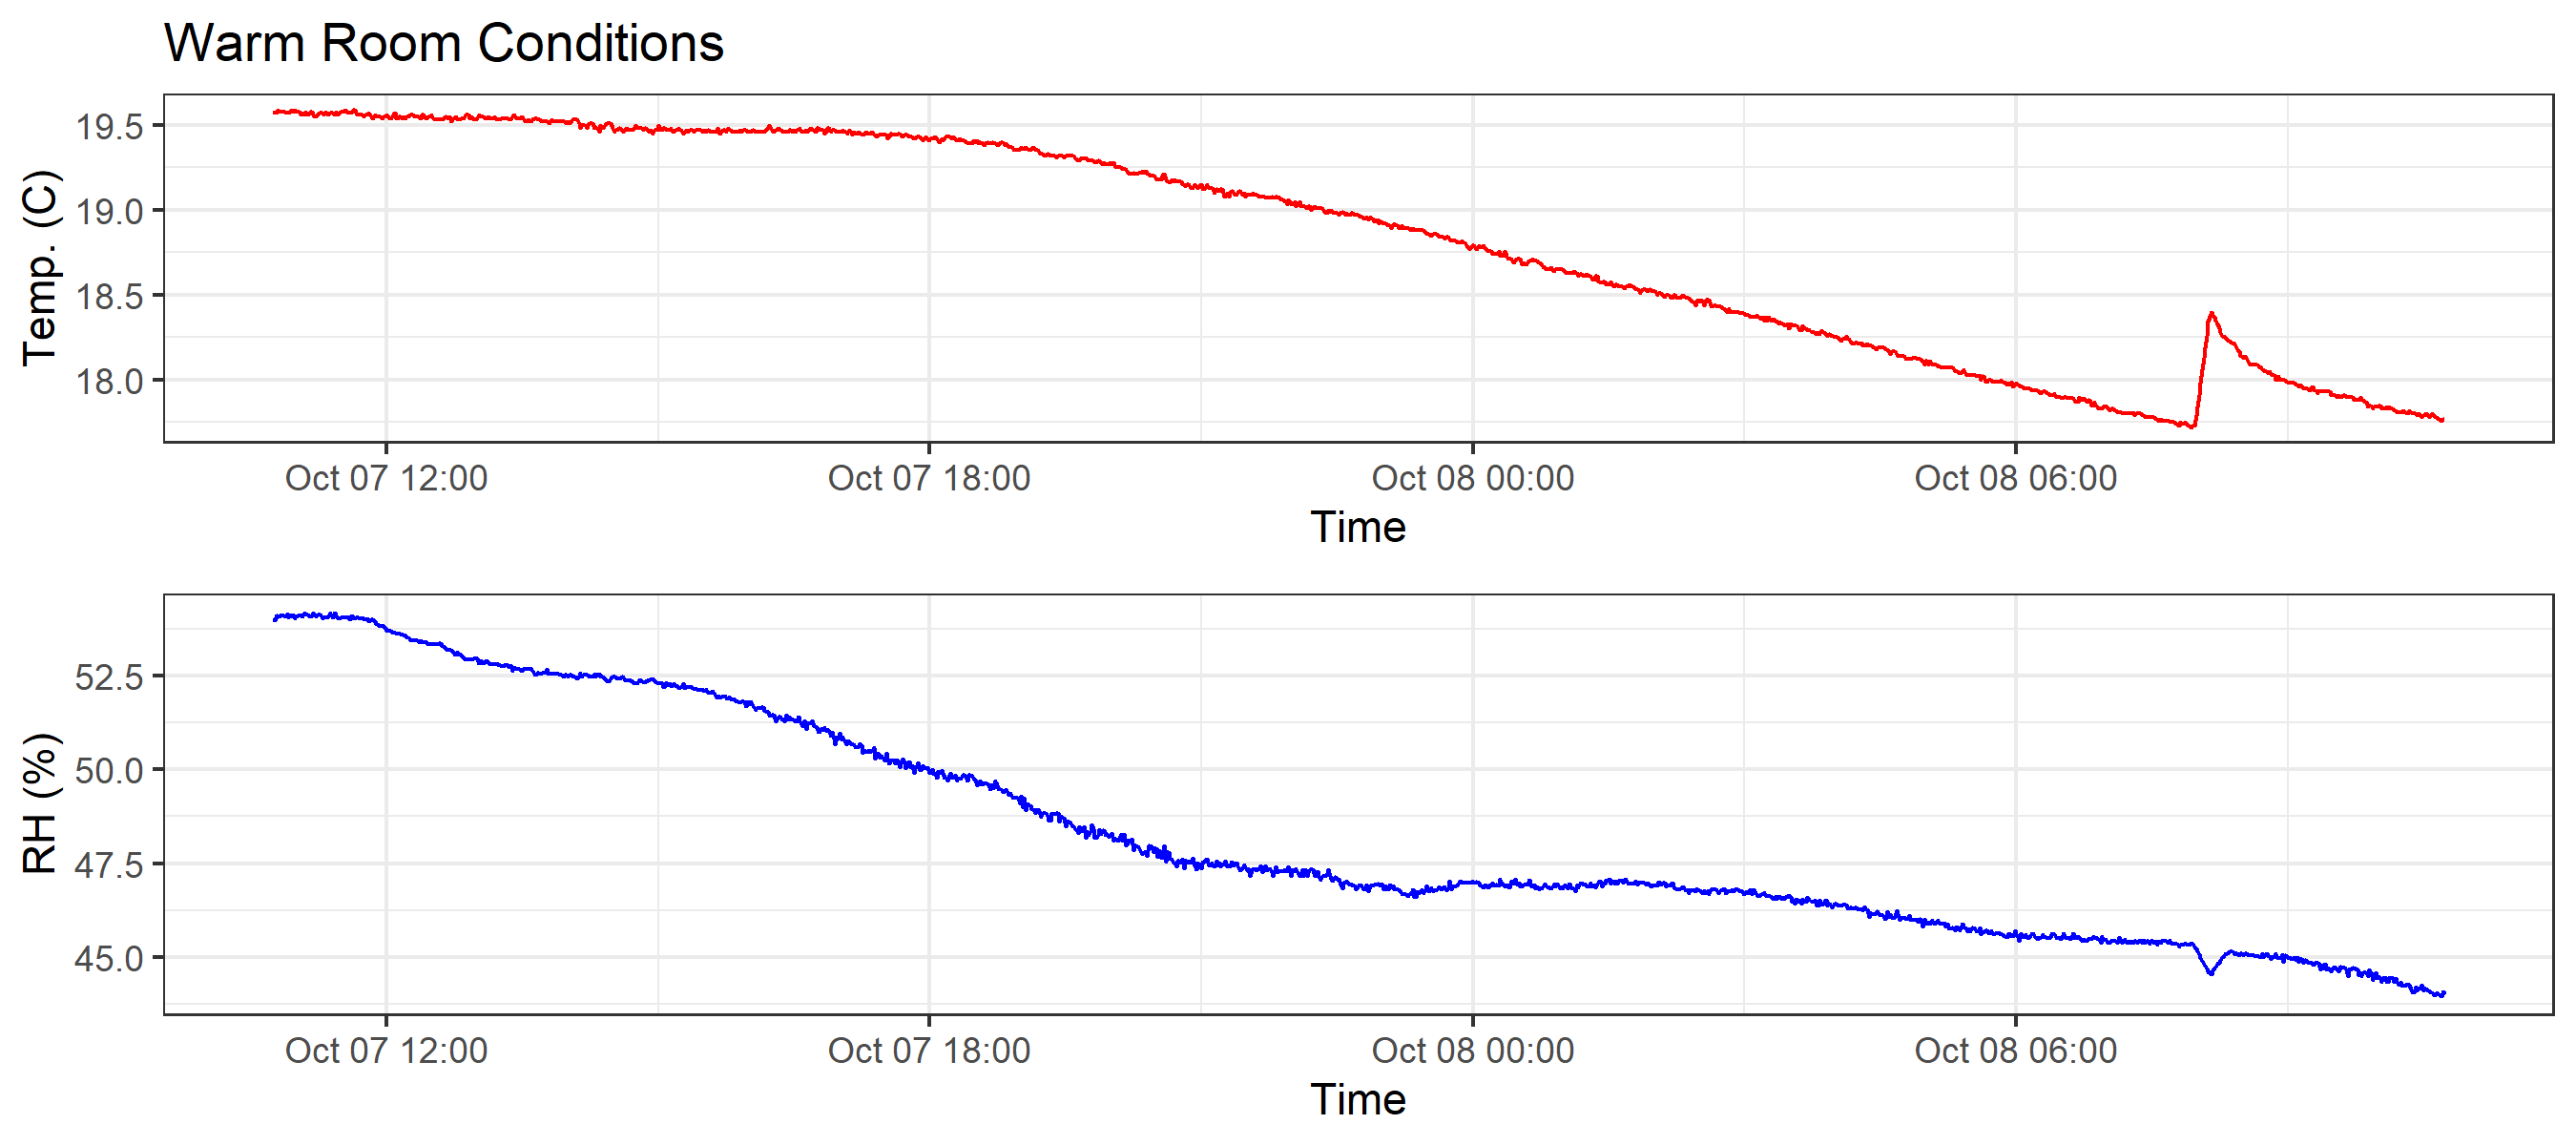 Warm Room Conditions
Temp. (C)
19.5
19.0
18.5
18.0
Oct 07 12:00 Oct 07 18:00 Oct 08 00:00 Oct 08 06:00
Time
RH (%)
52.5
50.0
47.5
45.0
Oct 07 12:00 Oct 07 18:00 Oct 08 00:00 Oct 08 06:00
Time